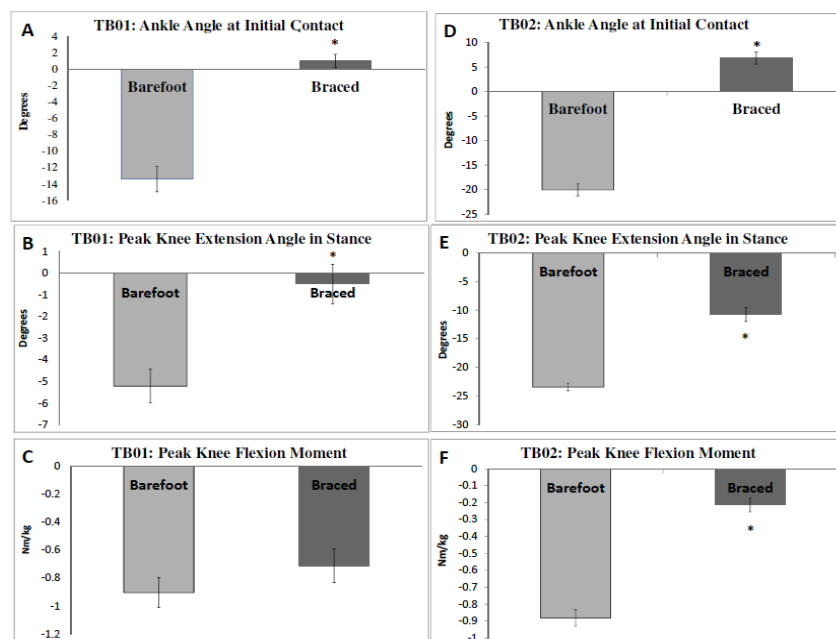 A
TB01: Ankle Angle at Initial Contact
4
2
0
-2
-4
-6
-8
-10
-12
-14
-16
Degrees
*
Barefoot
Braced
D
TB02: Ankle Angle at Initial Contact
10
5
0
-5
-10
-15
-20
-25
Degrees
*
Barefoot
Braced
B
TB01: Peak Knee Extension Angle in Stance
1
0
-1
-2
-3
-4
-5
-6
-7
Degrees
*
Barefoot
Braced
E
TB02: Peak Knee Extension Angle in Stance
0
-5
-10
-15
-20
-25
-30
Degrees
Barefoot
Braced
*
C
TB01: Peak Knee Flexion Moment
0
-0.2
-0.4
-0.6
-0.8
-1
-1.2
Nm/kg
Barefoot
Braced
F
TB02: Peak Knee Flexion Moment
0
-0.1
-0.2
-0.3
-0.4
-0.5
-0.6
-0.7
-0.8
-0.9
-1
Nm/kg
Barefoot
Braced
*